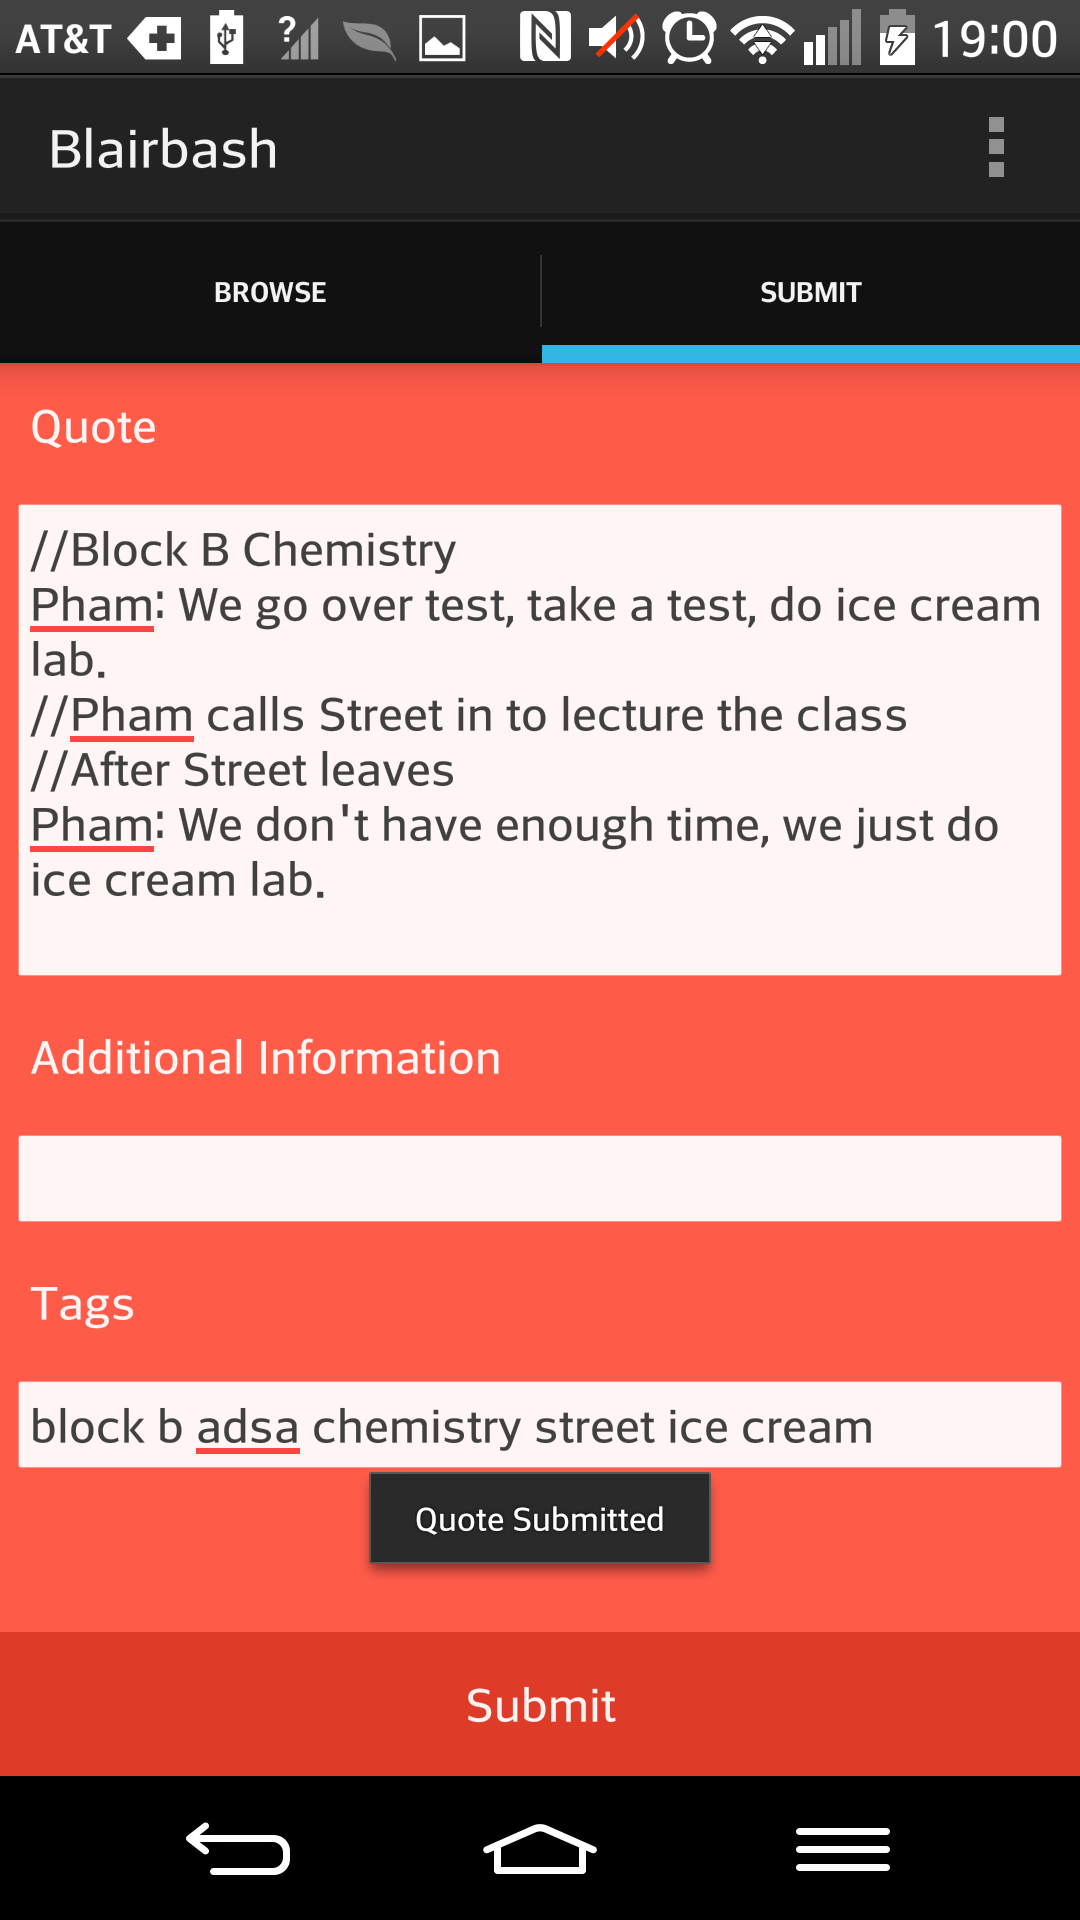 AT&T ? 19:00
Blairbash
BROWSE SUBMIT
Quote
//Block B Chemistry
Pham: We go over test, take a test, do ice cream
lab.
//Pham calls Street in to lecture the class
//After Street leaves
Pham: We don't have enough time, we just do
ice cream lab.
Additional Information
Tags
block b adsa chemistry street ice cream
Quote Submitted
Submit